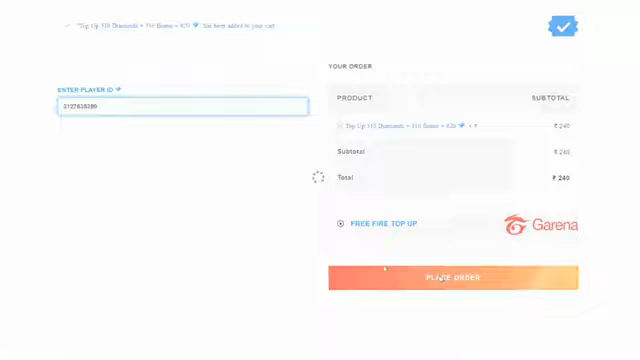 "Top Up 310 Diamonds + 310 Bonus = 620 has been added to your cart
YOUR ORDER
ENTER PLAYER ID
PRODUCT SUBTOTAL
Top Up 310 Diamonds + 310 Bonus = 620 ₹ 240
Subtotal ₹ 240
Total ₹ 240
FREE FIRE TOP UP
Garena
PLACE ORDER